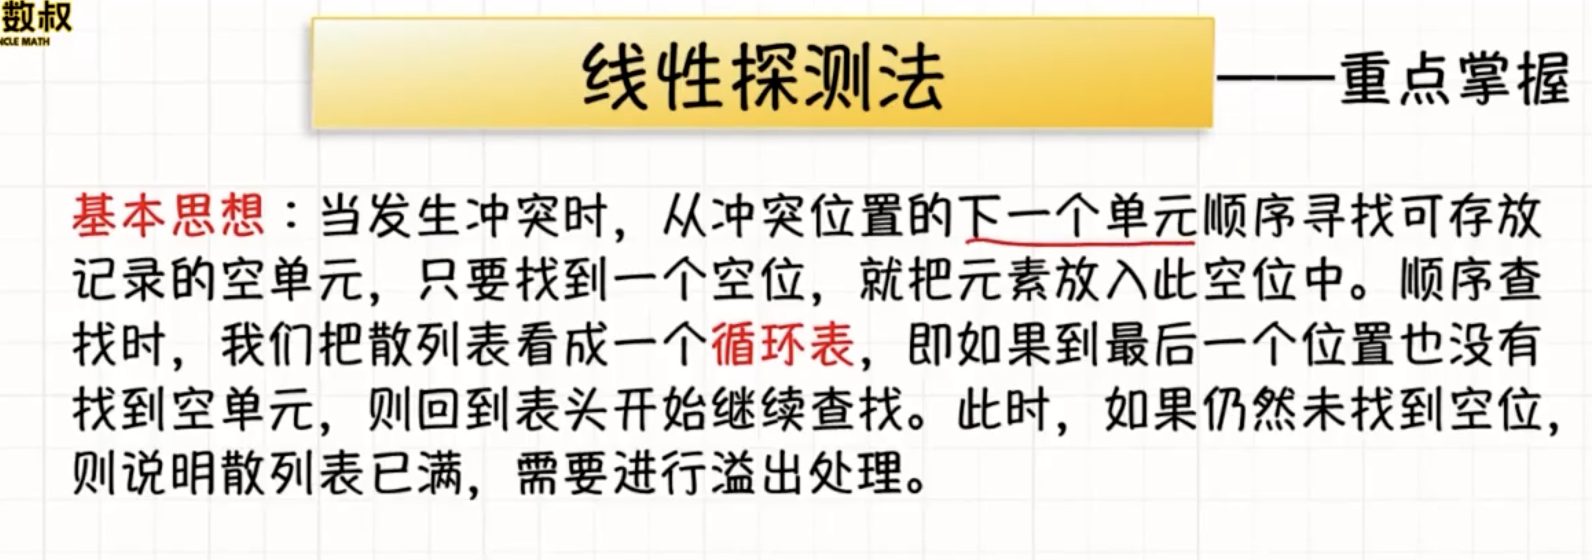 数叔
NCLE MATH
线性探测法
——重点掌握
基本思想：当发生冲突时，从冲突位置的下一个单元顺序寻找可存放
记录的空单元，只要找到一个空位，就把元素放入此空位中。顺序查
找时，我们把散列表看成一个循环表，即如果到最后一个位置也没有
找到空单元，则回到表头开始继续查找。此时，如果仍然未找到空位，
则说明散列表已满，需要进行溢出处理。